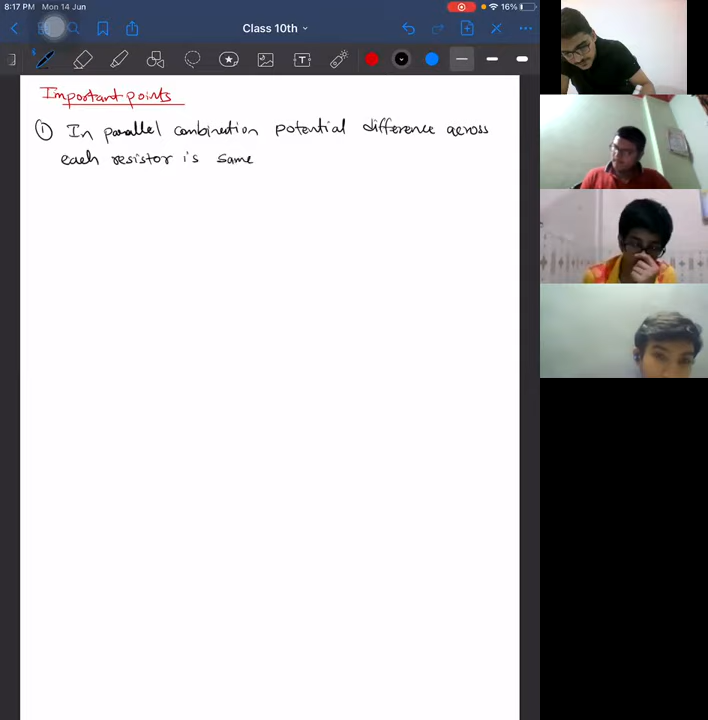 8:17 PM Mon 14 Jun
16%
Class 10th
T
Important points
① In parallel combination potential difference across
each resistor is same